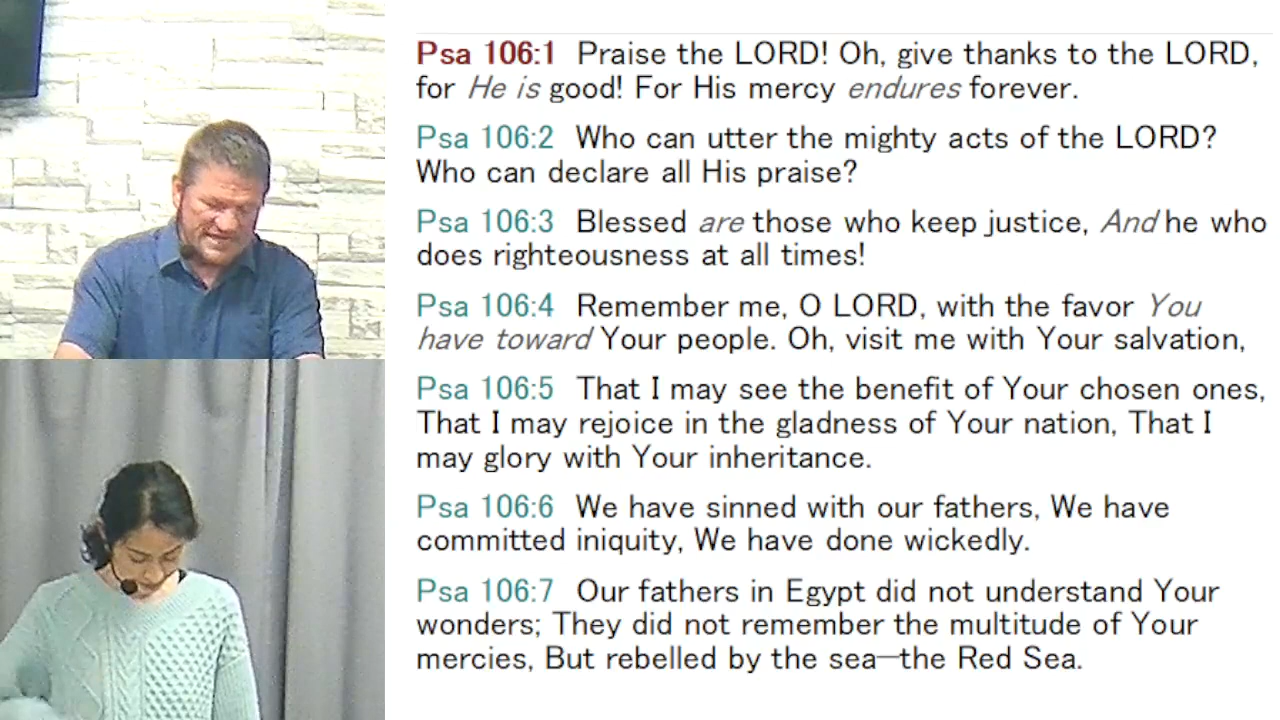 Psa 106:1 Praise the LORD! Oh, give thanks to the LORD,
for He is good! For His mercy endures forever.
Psa 106:2 Who can utter the mighty acts of the LORD?
Who can declare all His praise?
Psa 106:3 Blessed are those who keep justice, And he who
does righteousness at all times!
Psa 106:4 Remember me, O LORD, with the favor You
have toward Your people. Oh, visit me with Your salvation,
Psa 106:5 That I may see the benefit of Your chosen ones,
That I may rejoice in the gladness of Your nation, That I
may glory with Your inheritance.
Psa 106:6 We have sinned with our fathers, We have
committed iniquity, We have done wickedly.
Psa 106:7 Our fathers in Egypt did not understand Your
wonders; They did not remember the multitude of Your
mercies, But rebelled by the sea—the Red Sea.